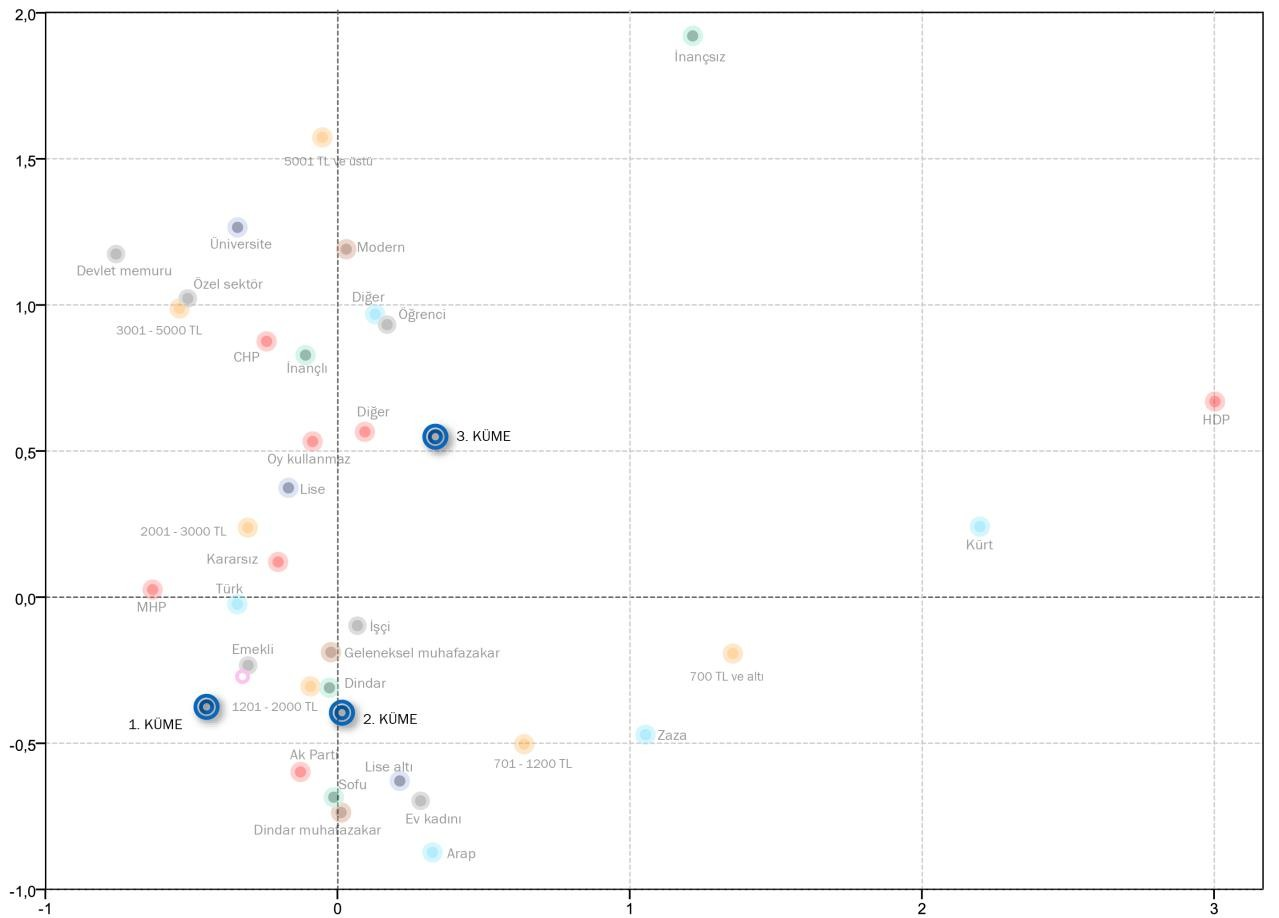 2,0
İnançsız
1,5
5001 TL ve üstü
Üniversite
Modern
Devlet memuru
Özel sektör
1,0
Diğer
Öğrenci
3001 - 5000 TL
CHP
İnançlı
Diğer
HDP
3. KÜME
0,5
Oy kullanmaz
Lise
2001 - 3000 TL
Kürt
Kararsız
Türk
0,0
MHP
İşçi
Emekli
Geleneksel muhafazakar
700 TL ve altı
Dindar
1201 - 2000 TL
1. KÜME
2. KÜME
Zaza
-0,5
Ak Parti
701 - 1200 TL
Lise altı
Sofu
Ev kadını
Dindar muhafazakar
Arap
-1,0
-1 0 1 2 3